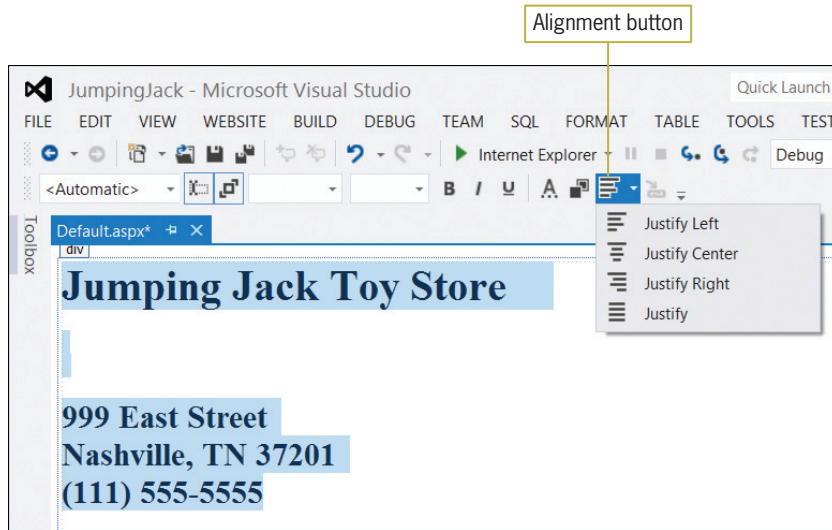 Alignment button
JumpingJack - Microsoft Visual Studio
Quick Launch
FILE EDIT VIEW WEBSITE BUILD DEBUG TEAM SQL FORMAT TABLE TOOLS TEST
Internet Explorer
Debug
<Automatic>
B I U A
Toolbox
Default.aspx*
div
Justify Left
Justify Center
Justify Right
Justify
Jumping Jack Toy Store
999 East Street
Nashville, TN 37201
(111) 555-5555